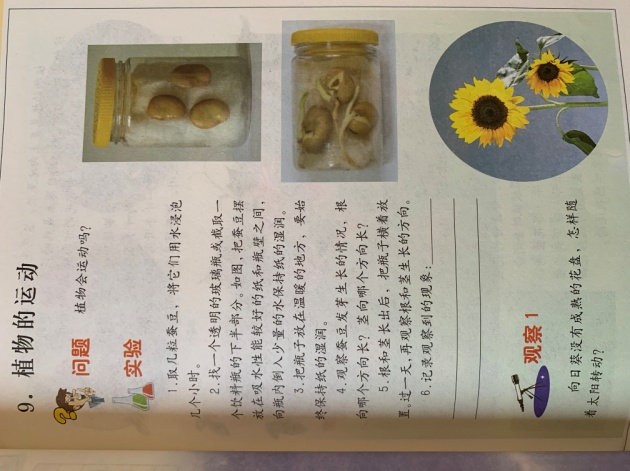 9. 植物的运动
问题
植物会运动吗?
实验
1.取几粒蚕豆，将它们用水浸泡
几个小时。
2.找一个透明的玻璃瓶或截取一
个饮料瓶的下半部分。如图，把蚕豆摆
放在吸水性能较好的纸和瓶壁之间，
向瓶内倒入少量的水保持纸的湿润。
3.把瓶子放在温暖的地方、要始
终保持纸的湿润。
4.观察蚕豆发芽生长的情况，根
向哪个方向长？茎向哪个方向长？
5.根和茎长出后，把瓶子横着放
置。过一天，再观察根和茎生长的方向。
6.记录观察到的现象：
观察1
向日葵没有成熟的花盘，怎样随
着太阳转动？